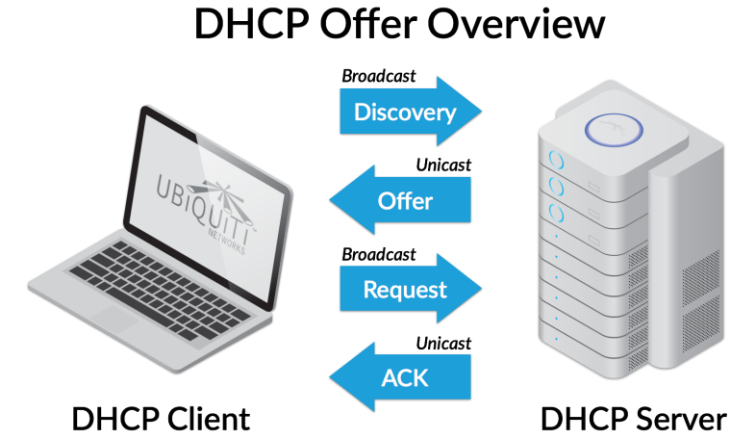 DHCP Offer Overview
Broadcast
Discovery
Unicast
Offer
Broadcast
Request
Unicast
ACK
UBiQUiTi
NETWORKS
DHCP Client
DHCP Server